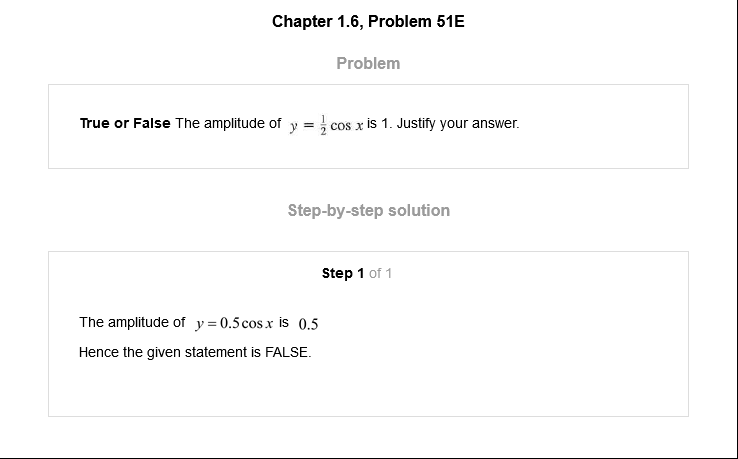 Chapter 1.6, Problem 51E
Problem
True or False The amplitude of y = 1/2 cos x is 1. Justify your answer.
Step-by-step solution
Step 1 of 1
The amplitude of y = 0.5 cos x is 0.5
Hence the given statement is FALSE.